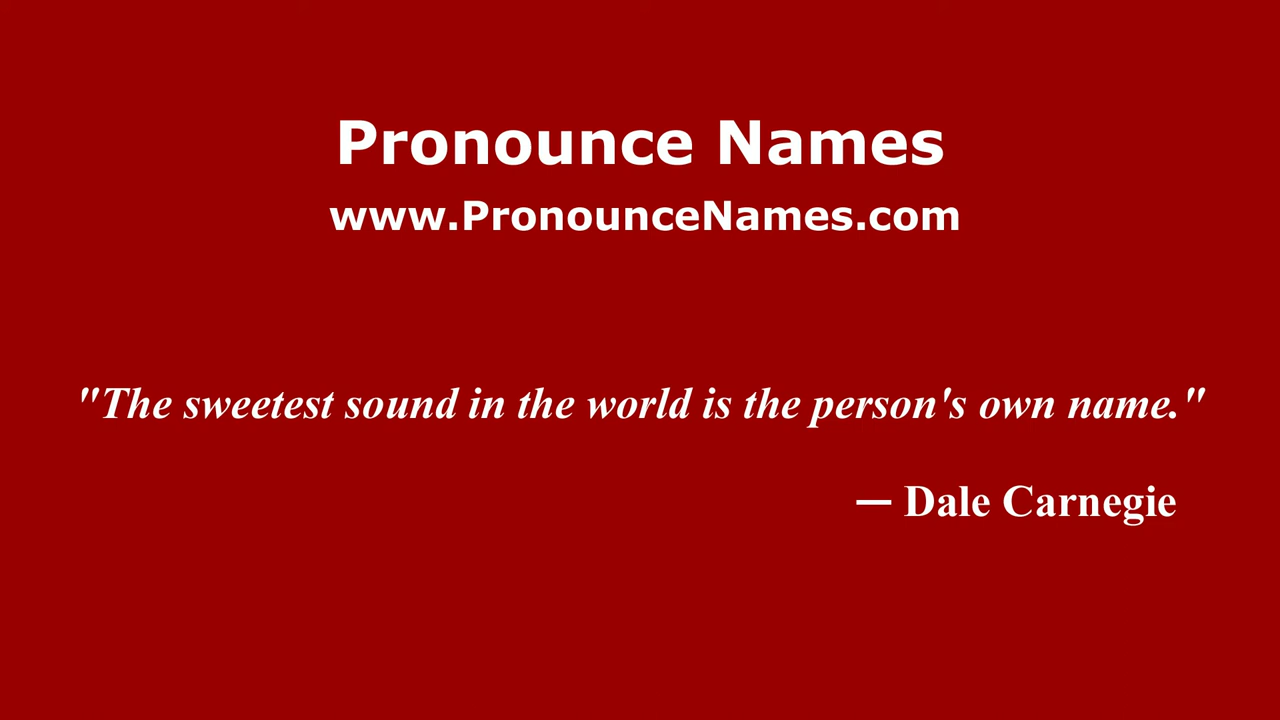 Pronounce Names
www.PronounceNames.com
"The sweetest sound in the world is the person's own name."
— Dale Carnegie